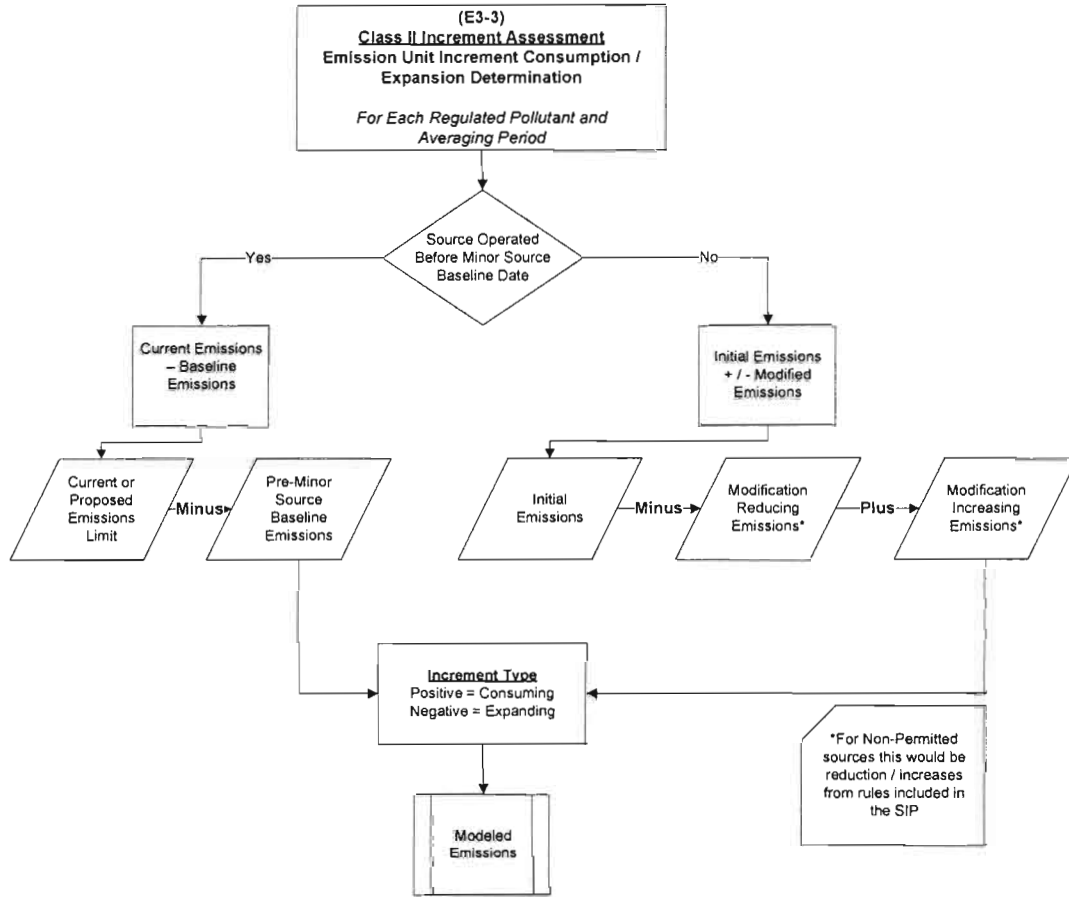 (E3-3)
Class II Increment Assessment
Emission Unit Increment Consumption /
Expansion Determination
For Each Regulated Pollutant and
Averaging Period
Source Operated
Before Minor Source
Baseline Date
Yes
No
Current Emissions
– Baseline
Emissions
Initial Emissions
+ / - Modified
Emissions
Current or
Proposed
Emissions
Limit
Minus
Pre-Minor
Source
Baseline
Emissions
Initial
Emissions
Minus
Modification
Reducing
Emissions*
Plus
Modification
Increasing
Emissions*
Increment Type
Positive = Consuming
Negative = Expanding
*For Non-Permitted
sources this would be
reduction / increases
from rules included in
the SIP
Modeled
Emissions